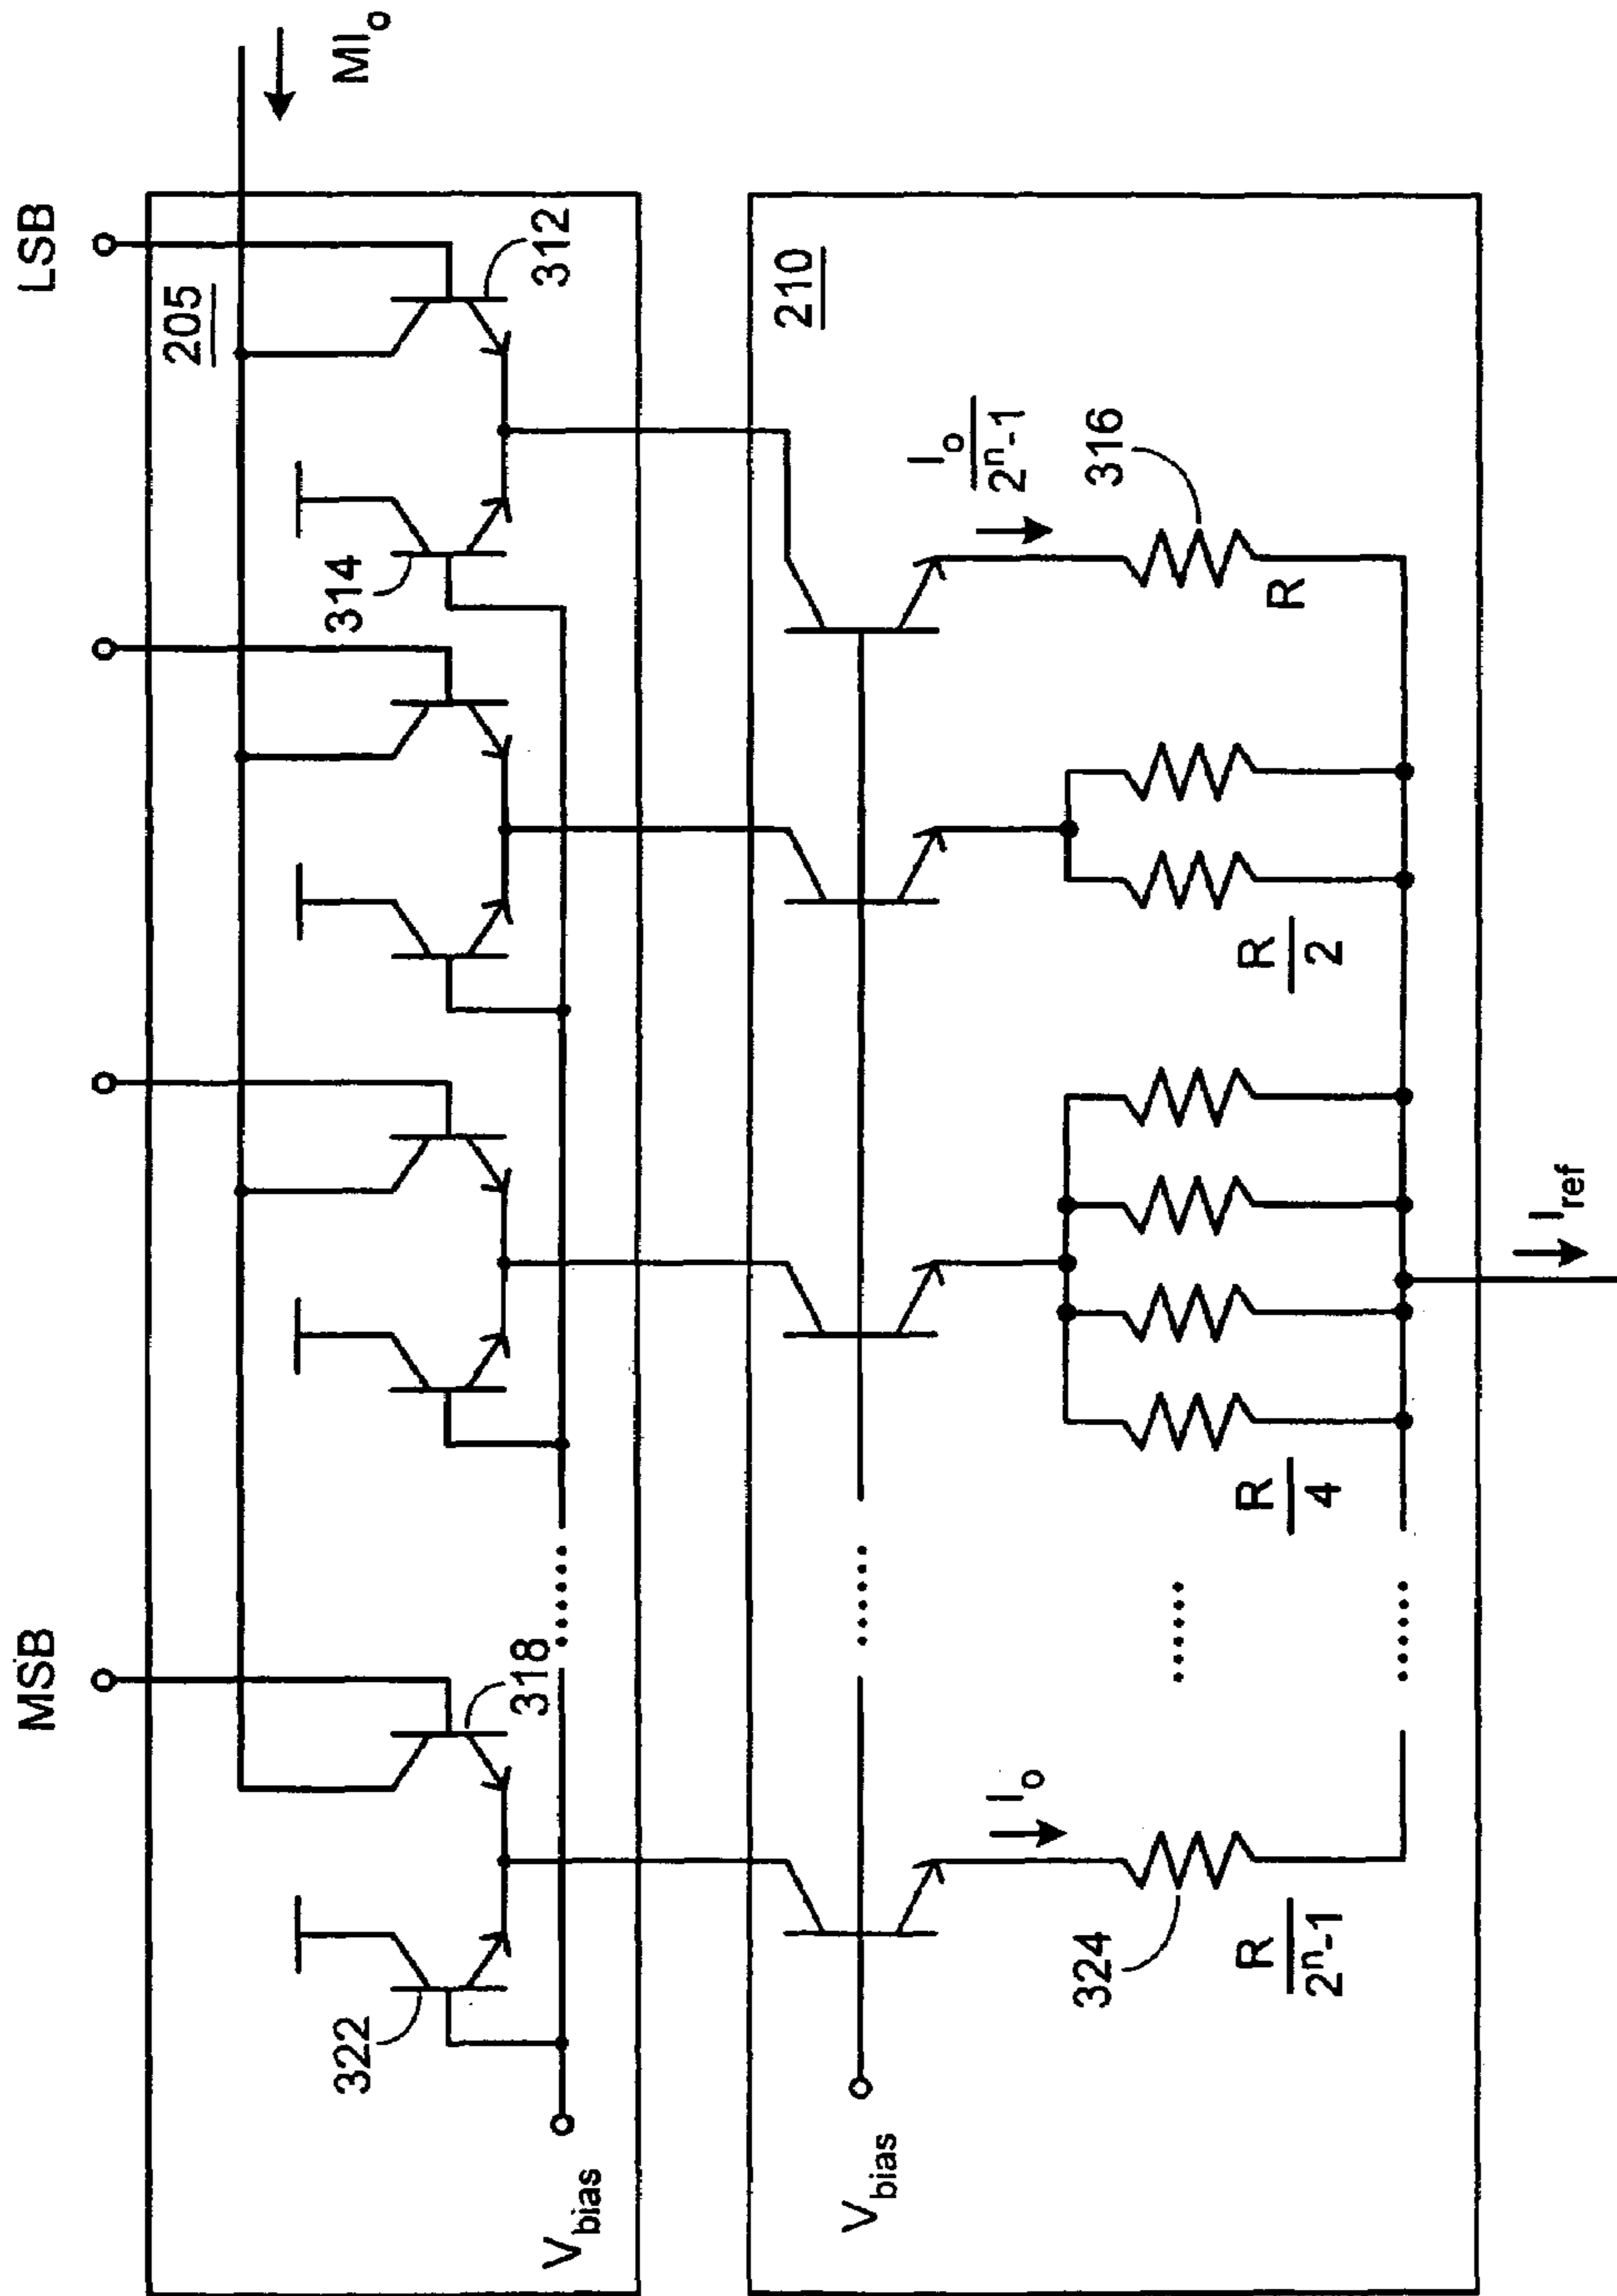 MSB
LSB
MI_o
205
312
314
318
322
V_bias
210
V_bias
I_o
I_o / 2^n-1
324
316
R / 2^n-1
R / 4
R / 2
R
I_ref
......
......
......
......